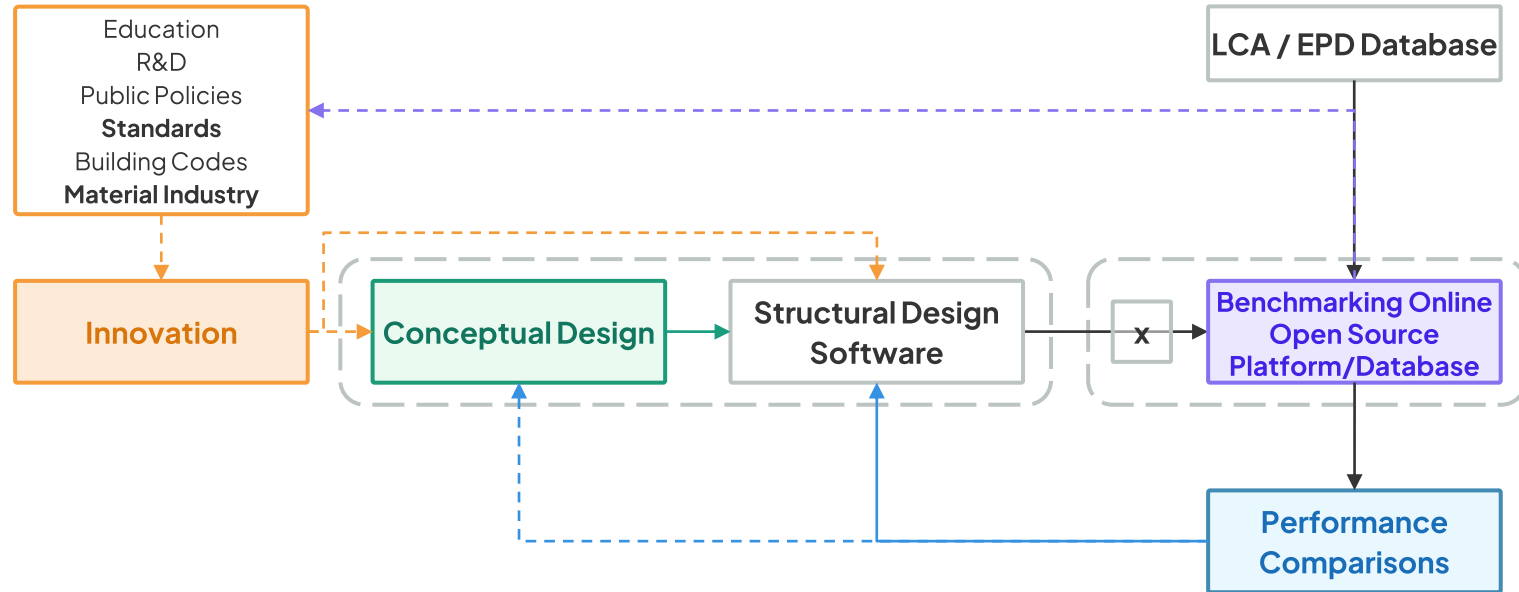 Education
R&D
Public Policies
Standards
Building Codes
Material Industry
LCA / EPD Database
Innovation
Conceptual Design
Structural Design
Software
x
Benchmarking Online
Open Source
Platform/Database
Performance
Comparisons